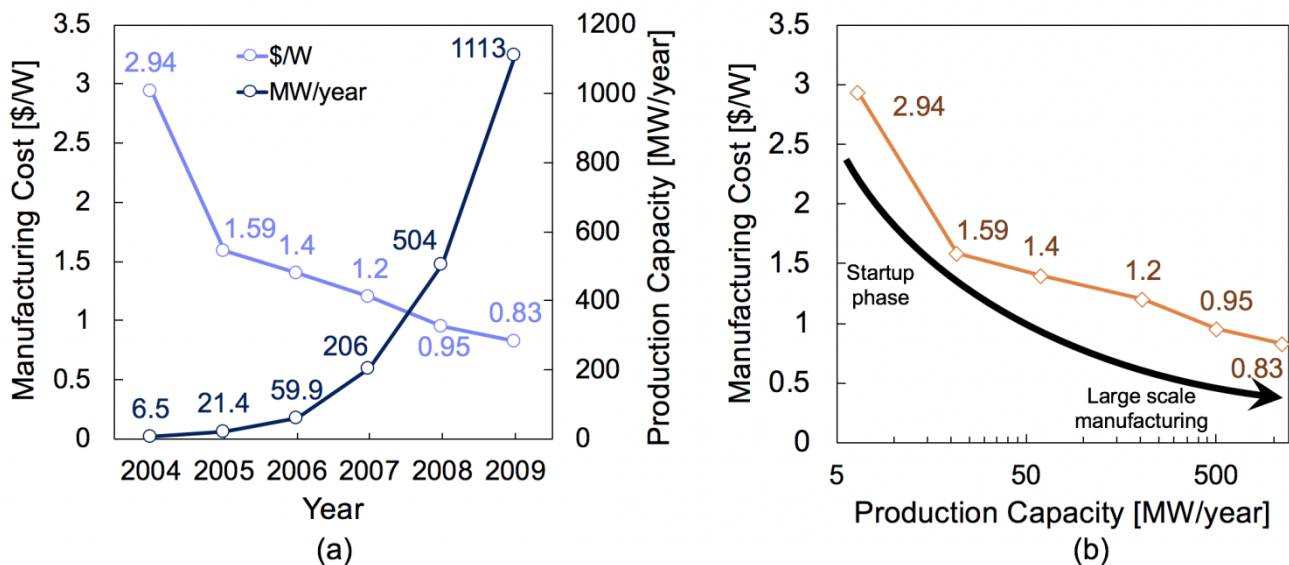 Manufacturing Cost [$/W]
3.5
3
2.5
2
1.5
1
0.5
0
$/W
MW/year
2.94
1.59
1.4
1.2
0.95
0.83
6.5
21.4
59.9
206
504
1113
1200
1000
800
600
400
200
0
Production Capacity [MW/year]
2004 2005 2006 2007 2008 2009
Year
(a)
Manufacturing Cost [$/W]
3.5
3
2.5
2
1.5
1
0.5
0
2.94
1.59
1.4
1.2
0.95
0.83
Startup
phase
Large scale
manufacturing
5 50 500
Production Capacity [MW/year]
(b)